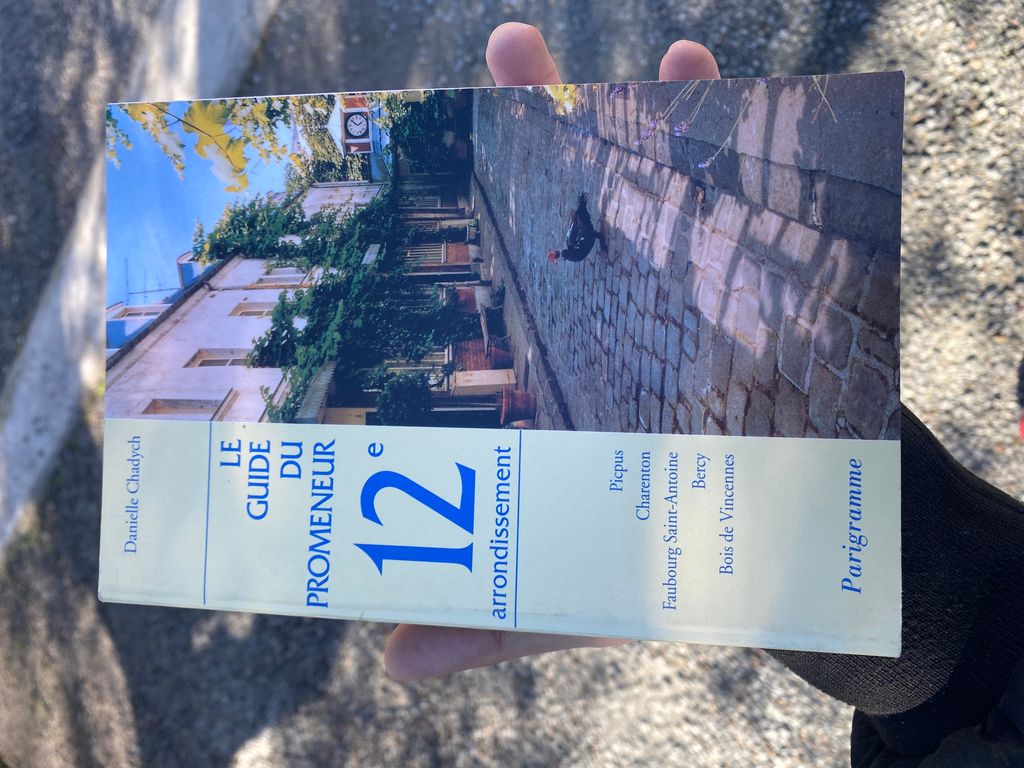 Danielle Chadych
LE
GUIDE
DU
PROMENEUR
12e
arrondissement
Picpus
Charenton
Faubourg Saint-Antoine
Bercy
Bois de Vincennes
Parigramme